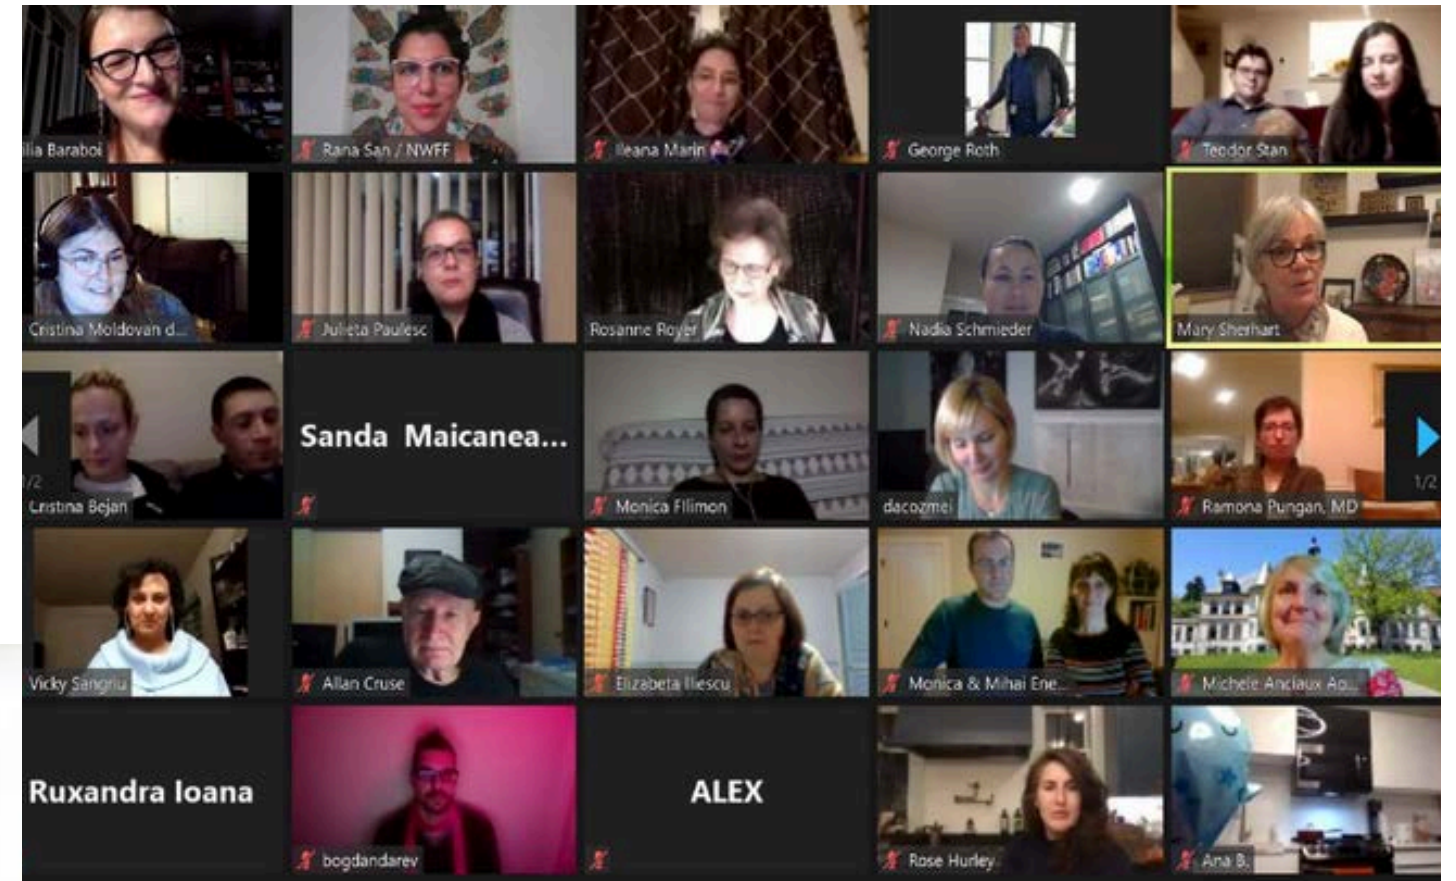 ilia Baraboi
Rana San / NWFF
Ileana Marin
George Roth
Teodor Stan
Cristina Moldovan d...
Julieta Paulesc
Rosanne Royer
Nadia Schmieder
Mary Sherhart
1/2
Cristina Bejan
Sanda Maicanea...
Monica FIlimon
dacozmei
Ramona Pungan, MD
1/2
Vicky Sangriu
Allan Cruse
Elizabeta Iliescu
Monica & Mihai Ene...
Michele Anciaux Ao...
Ruxandra Ioana
bogdandarev
ALEX
Rose Hurley
Ana B.